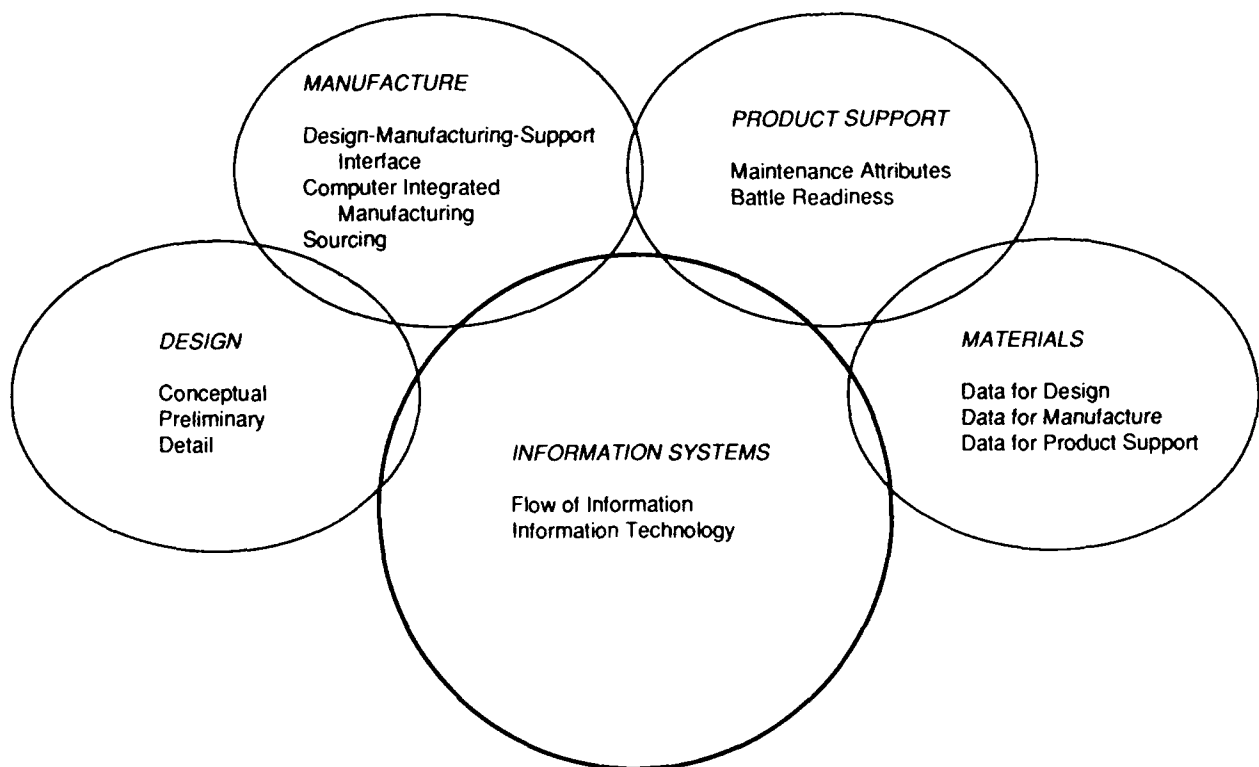 MANUFACTURE
Design-Manufacturing-Support
Interface
Computer Integrated
Manufacturing
Sourcing
PRODUCT SUPPORT
Maintenance Attributes
Battle Readiness
DESIGN
Conceptual
Preliminary
Detail
MATERIALS
Data for Design
Data for Manufacture
Data for Product Support
INFORMATION SYSTEMS
Flow of Information
Information Technology